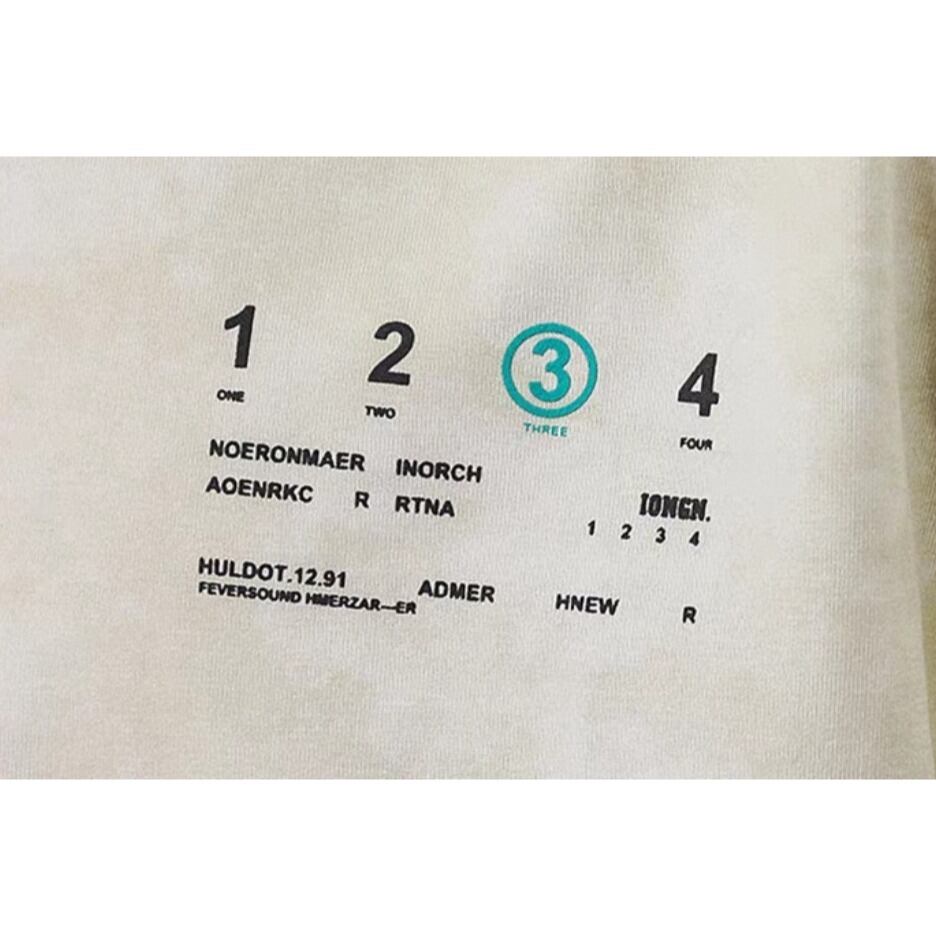 1 2 3 4
ONE TWO THREE FOUR
NOERONMAER INORCH
AOENRKC R RTNA
IONGN.
1 2 3 4
HULDOT.12.91 ADMER HNEW R
FEVERSOUND HMERZAR—ER